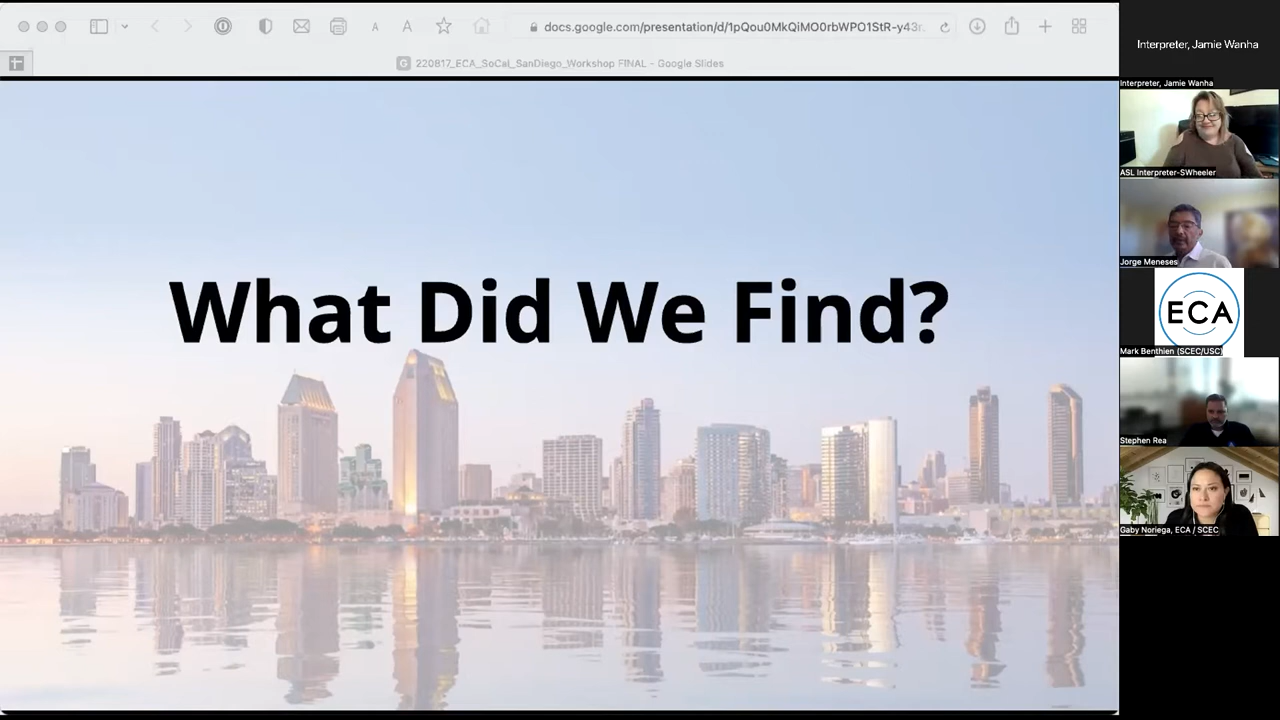 docs.google.com/presentation/d/1pQou0MkQiMO0rbWPO1StR-y43r
220817_ECA_SoCal_SanDiego_Workshop FINAL - Google Slides
What Did We Find?
Interpreter, Jamie Wanha
Interpreter, Jamie Wanha
ASL Interpreter-SWheeler
Jorge Meneses
ECA
Mark Benthien (SCEC/USC)
Stephen Rea
Gaby Noriega, ECA / SCEC